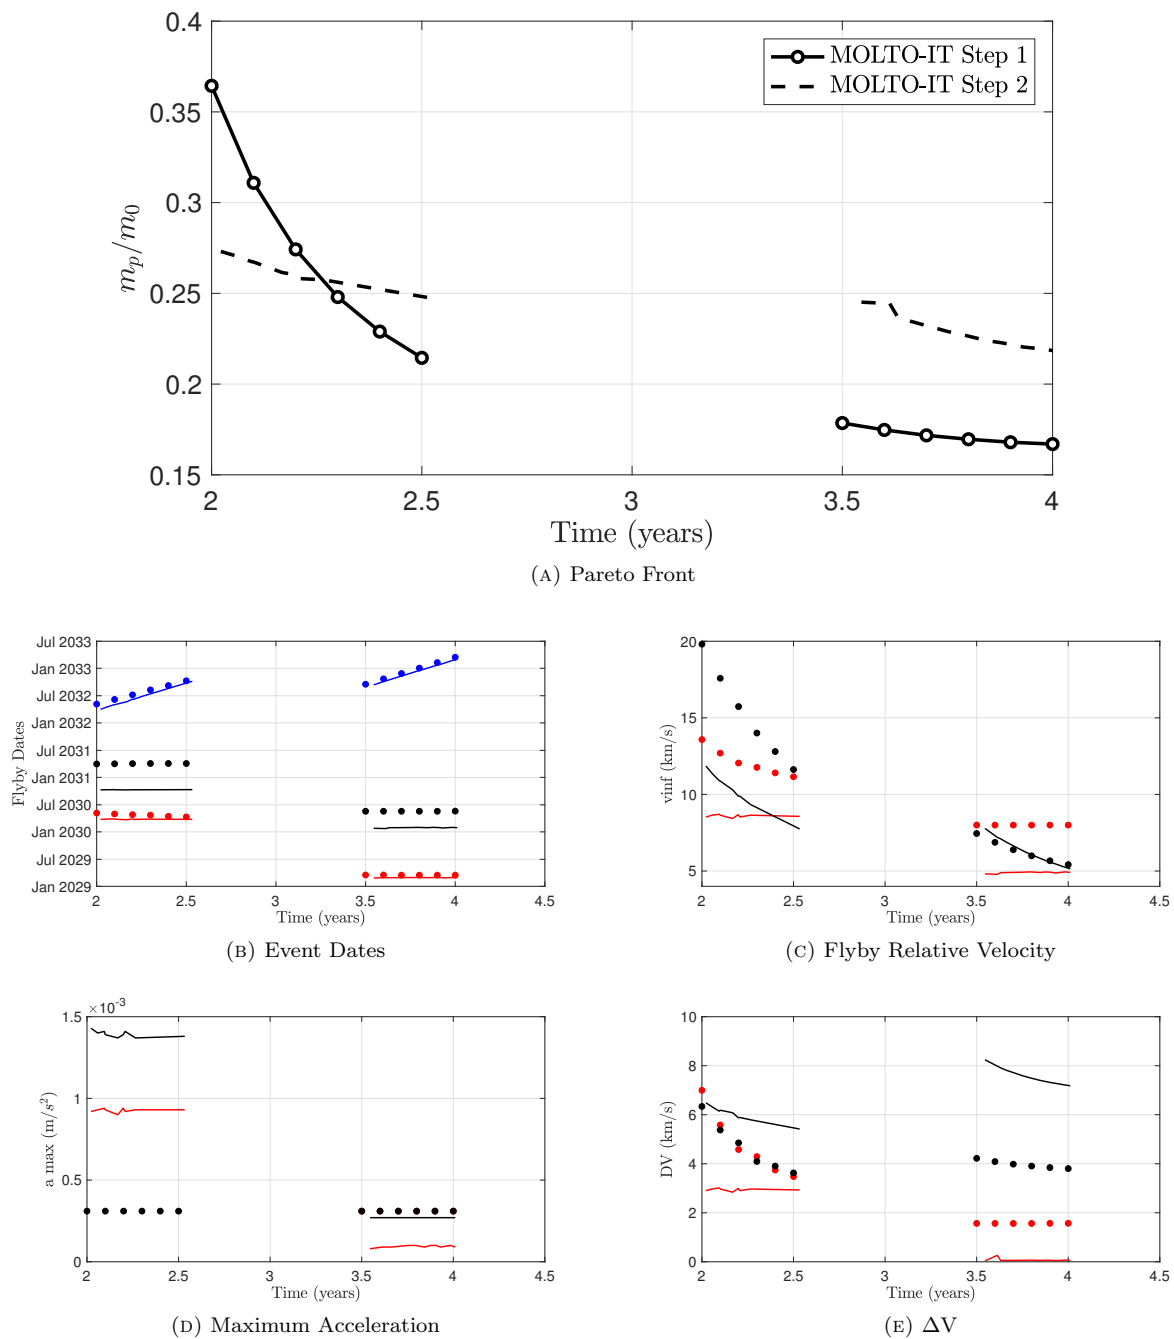 0.4
0.35
0.3
0.25
0.2
0.15
m_p/m_0
MOLTO-IT Step 1
MOLTO-IT Step 2
2 2.5 3 3.5 4
Time (years)
(A) Pareto Front
Jul 2033
Jan 2033
Jul 2032
Jan 2032
Jul 2031
Jan 2031
Jul 2030
Jan 2030
Jul 2029
Jan 2029
Flyby Dates
2 2.5 3 3.5 4 4.5
Time (years)
(B) Event Dates
20
15
10
5
vinf (km/s)
2 2.5 3 3.5 4 4.5
Time (years)
(C) Flyby Relative Velocity
×10⁻³
1.5
1
0.5
0
a max (m/s²)
2 2.5 3 3.5 4 4.5
Time (years)
(D) Maximum Acceleration
10
8
6
4
2
0
DV (km/s)
2 2.5 3 3.5 4 4.5
Time (years)
(E) ΔV